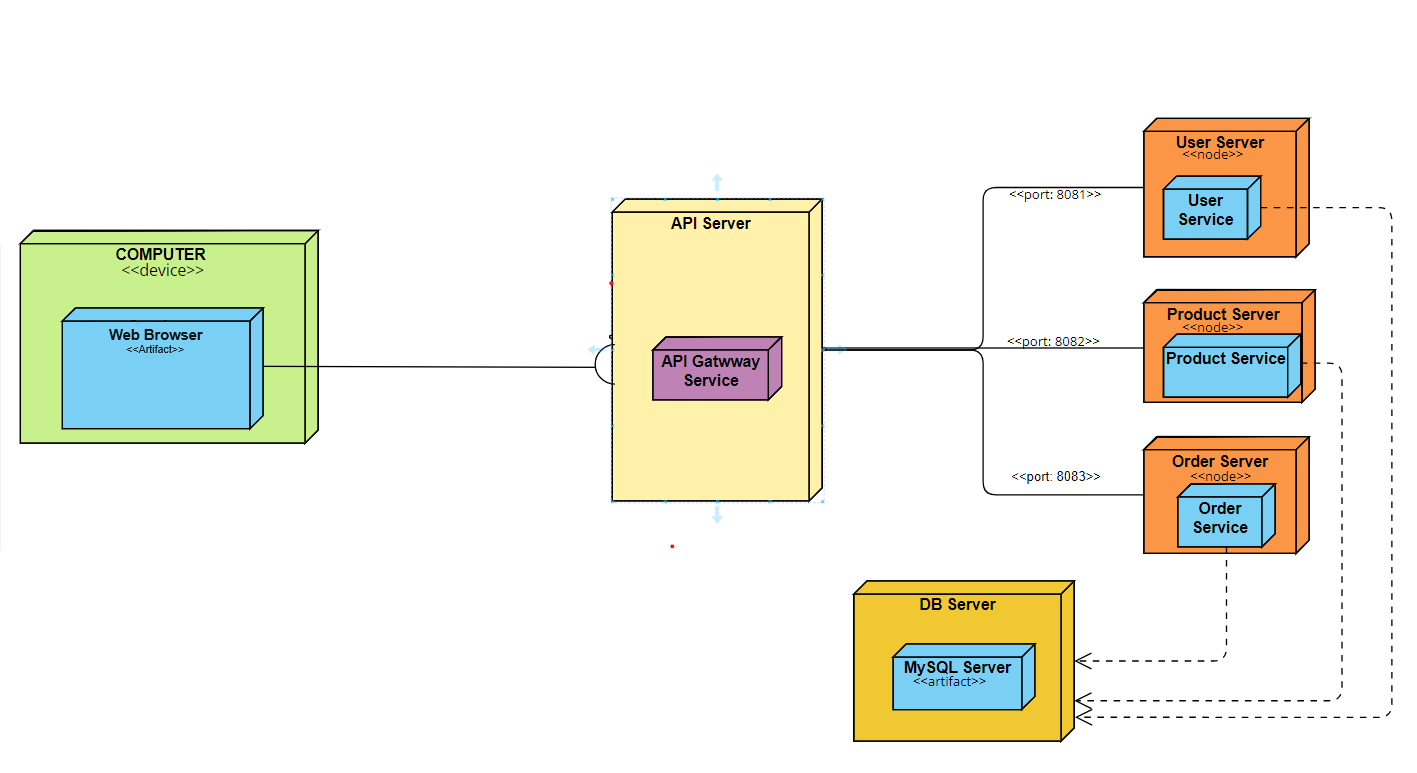 COMPUTER
<<device>>
Web Browser
<<Artifact>>
API Server
API Gatwway
Service
<<port: 8081>>
<<port: 8082>>
<<port: 8083>>
User Server
<<node>>
User
Service
Product Server
<<node>>
Product Service
Order Server
<<node>>
Order
Service
DB Server
MySQL Server
<<artifact>>